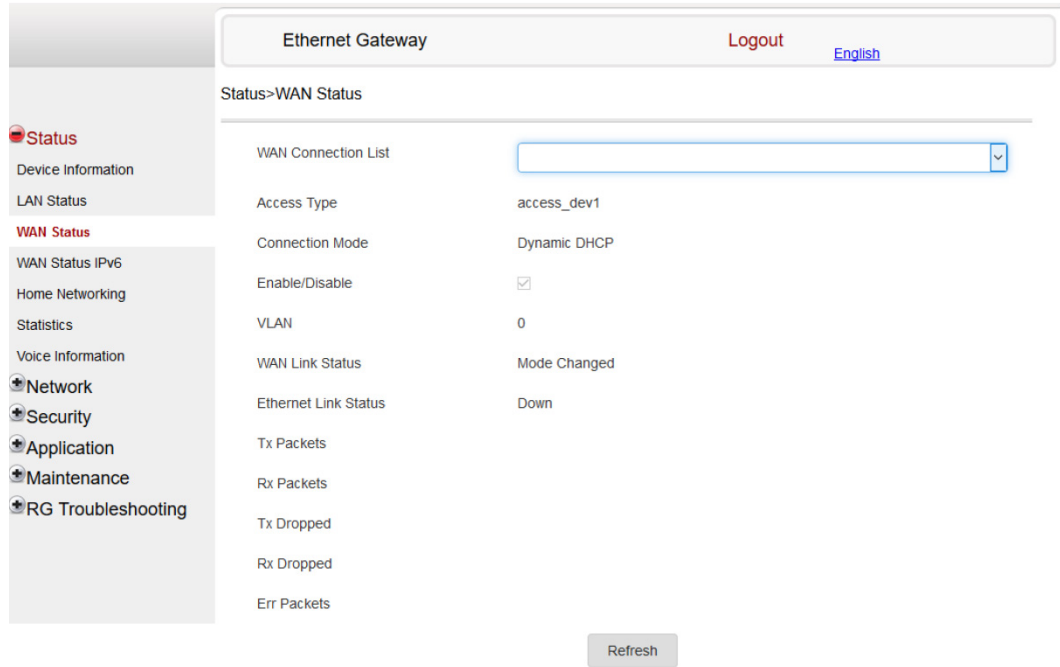 Ethernet Gateway
Logout
English
Status>WAN Status
Status
Device Information
LAN Status
WAN Status
WAN Status IPv6
Home Networking
Statistics
Voice Information
Network
Security
Application
Maintenance
RG Troubleshooting
WAN Connection List
Access Type access_dev1
Connection Mode Dynamic DHCP
Enable/Disable
VLAN 0
WAN Link Status Mode Changed
Ethernet Link Status Down
Tx Packets
Rx Packets
Tx Dropped
Rx Dropped
Err Packets
Refresh